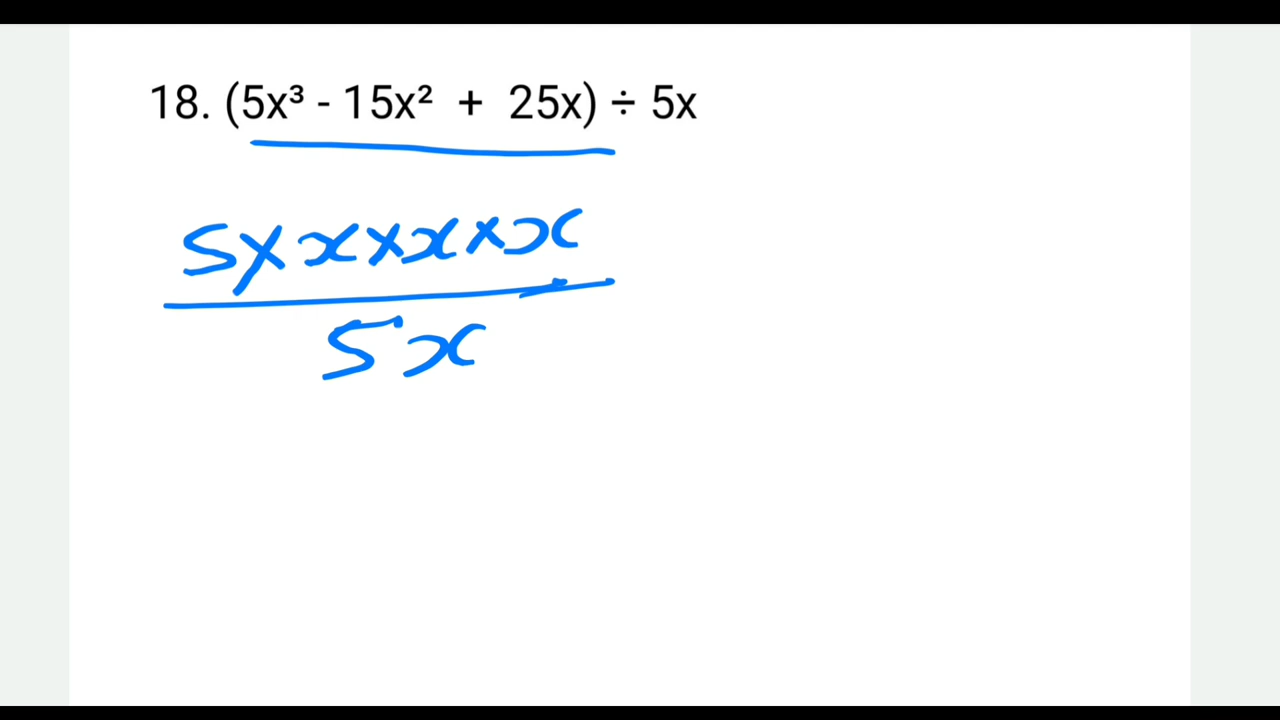 18. (5x³ - 15x² + 25x) ÷ 5x
5×x×x×x
5x